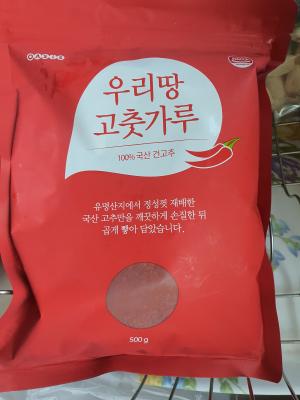 OASIS
우리땅
고춧가루
100% 국산 건고추
유명산지에서 정성껏 재배한
국산 고추만을 깨끗하게 손질한 뒤
곱게 빻아 담았습니다.
500 g